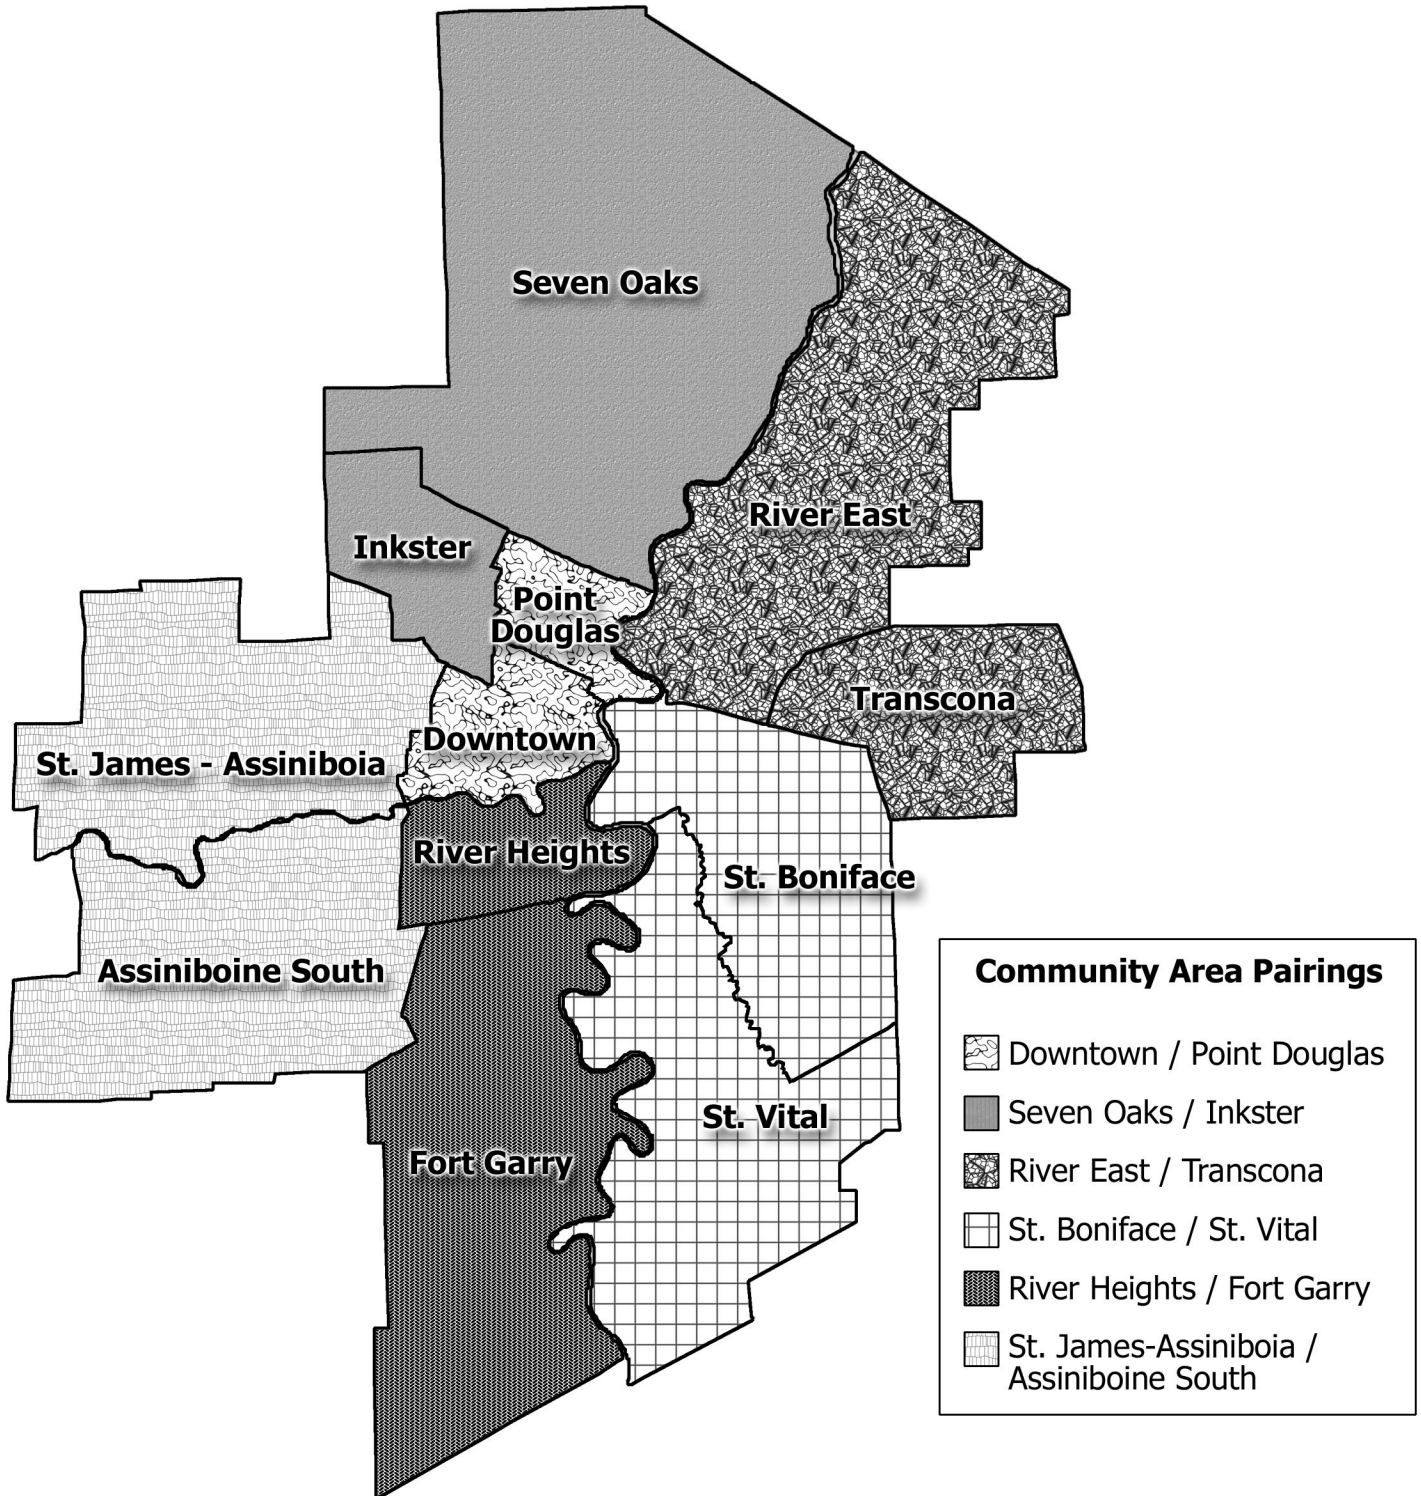 Seven Oaks
River East
Inkster
Point
Douglas
Transcona
Downtown
St. James - Assiniboia
River Heights
St. Boniface
Assiniboine South
St. Vital
Fort Garry
Community Area Pairings
Downtown / Point Douglas
Seven Oaks / Inkster
River East / Transcona
St. Boniface / St. Vital
River Heights / Fort Garry
St. James-Assiniboia /
Assiniboine South